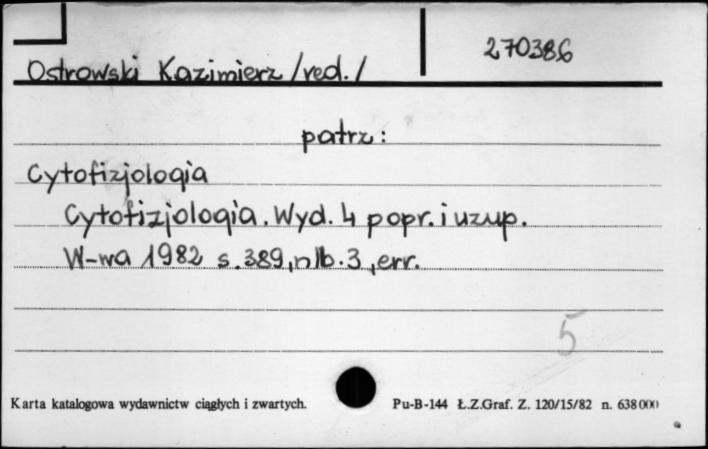 270386
Ostrowski Kazimierz /red./
patrz:
Cytofizjologia
Cytofizjologia. Wyd. 4 popr. i uzup.
W-wa 1982 s. 389, nlb. 3, err.
5
Karta katalogowa wydawnictw ciągłych i zwartych. Pu-B-144 Ł.Z.Graf. Z. 120/15/82 n. 638000